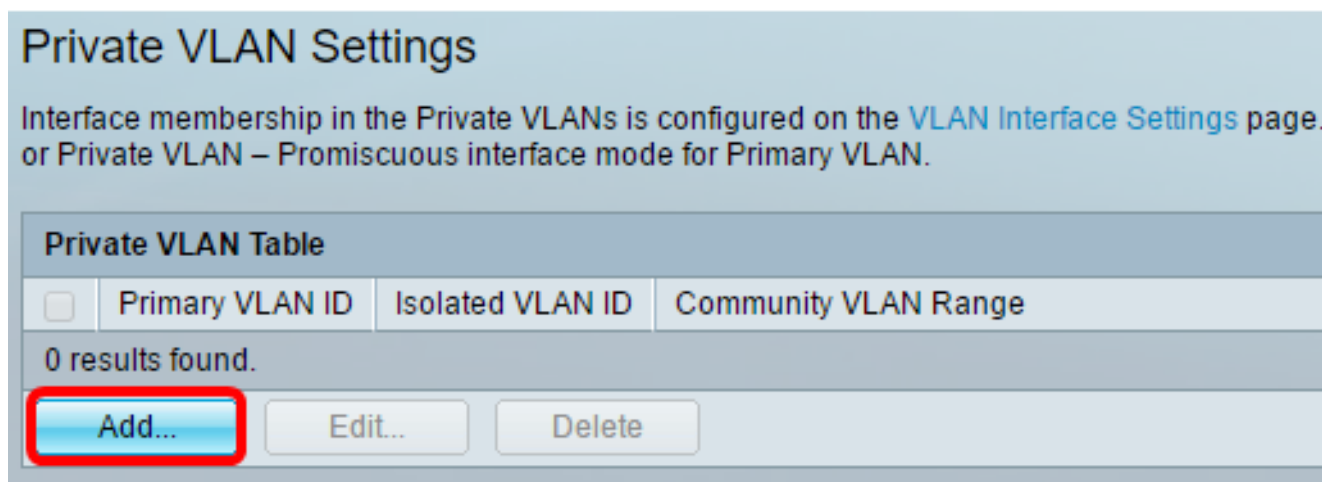 Private VLAN Settings
Interface membership in the Private VLANs is configured on the VLAN Interface Settings page.
or Private VLAN – Promiscuous interface mode for Primary VLAN.
Private VLAN Table
Primary VLAN ID Isolated VLAN ID Community VLAN Range
0 results found.
Add... Edit... Delete